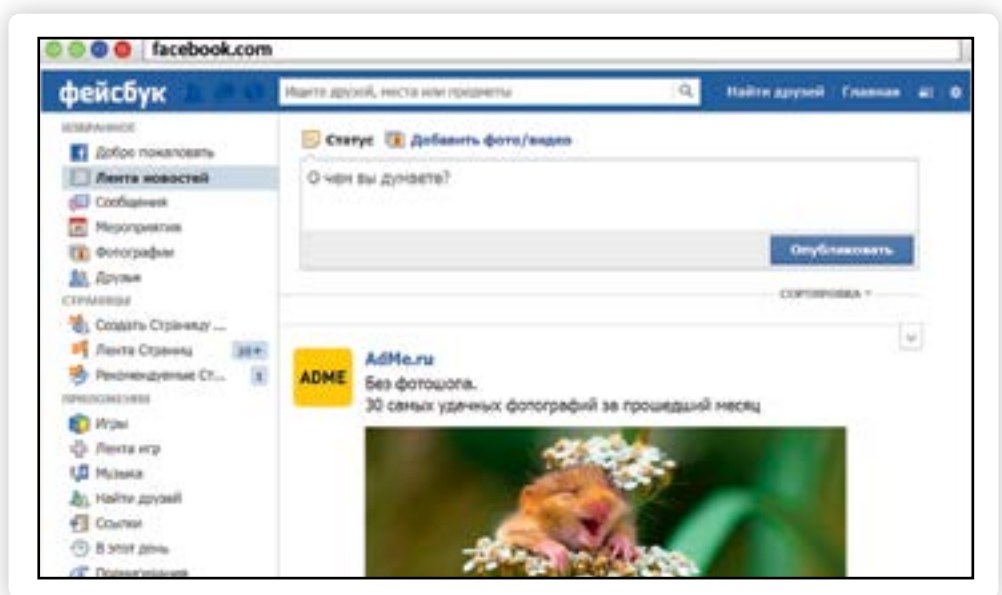 facebook.com
фейсбук
Ищите друзей, места или предметы
Найти друзей Главная
ИЗБРАННОЕ
Добро пожаловать
Лента новостей
Сообщения
Мероприятия
Фотографии
Друзья
СТРАНИЦЫ
Создать Страницу ...
Лента Страниц 20+
Рекомендуемые Ст... 1
ПРИЛОЖЕНИЯ
Игры
Лента игр
Музыка
Найти друзей
Ссылки
В этот день
Статус Добавить фото/видео
О чем вы думаете?
Опубликовать
СОРТИРОВКА
ADME
AdMe.ru
Без фотошопа.
30 самых удачных фотографий за прошедший месяц